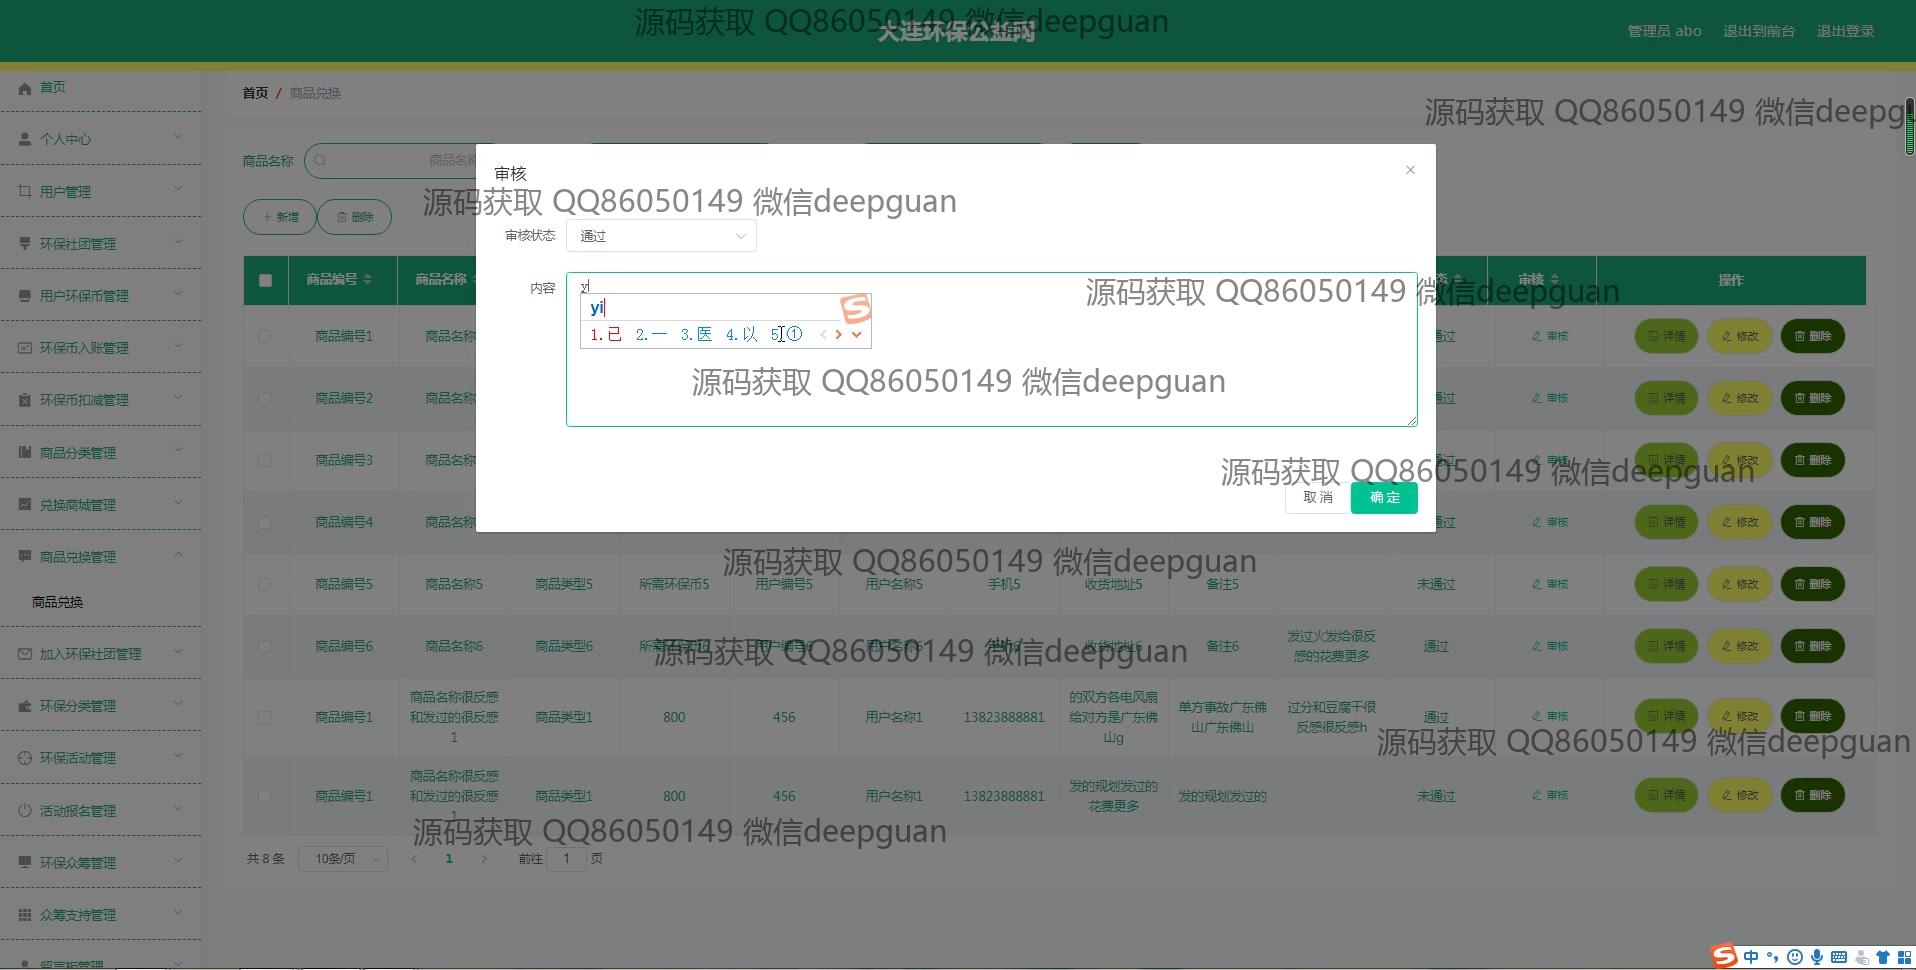 源码获取 QQ86050149 微信deepguan
大连环保公益网
管理员 abo 退出到前台 退出登录
首页
个人中心
用户管理
环保社团管理
用户环保币管理
环保币入账管理
环保币扣减管理
商品分类管理
兑换商城管理
商品兑换管理
商品兑换
加入环保社团管理
环保分类管理
环保活动管理
活动报名管理
环保众筹管理
众筹支持管理
留言板管理
首页 / 商品兑换
源码获取 QQ86050149 微信deepg
商品名称 商品名称
新增 删除
审核
源码获取 QQ86050149 微信deepguan
审核状态 通过
内容 y
yi
1.已 2.一 3.医 4.以 5.①
源码获取 QQ86050149 微信deepguan
源码获取 QQ86050149 微信deepguan
源码获取 QQ86050149 微信deepguan
取消 确定
商品编号 商品名称 审核 操作
商品编号1 商品名称 通过 审核 详情 修改 删除
商品编号2 商品名称 通过 审核 详情 修改 删除
商品编号3 商品名称 通过 审核 详情 修改 删除
商品编号4 商品名称 通过 审核 详情 修改 删除
源码获取 QQ86050149 微信deepguan
商品编号5 商品名称5 商品类型5 所需环保币5 用户编号5 用户名称5 手机5 收货地址5 备注5 未通过 审核 详情 修改 删除
商品编号6 商品名称6 商品类型6 所需环保币6 用户编号6 用户名称6 手机6 收货地址6 备注6 发过火发给很反感的花费更多 通过 审核 详情 修改 删除
源码获取 QQ86050149 微信deepguan
商品编号1 商品名称很反感和发过的很反感1 商品类型1 800 456 用户名称1 13823888881 的双方各电风扇给对方是广东佛山g 单方事故广东佛山广东佛山 过分和豆腐干很反感很反感h 通过 审核 详情 修改 删除
源码获取 QQ86050149 微信deepguan
商品编号1 商品名称很反感和发过的很反感1 商品类型1 800 456 用户名称1 13823888881 发的规划发过的花费更多 发的规划发过的 未通过 审核 详情 修改 删除
源码获取 QQ86050149 微信deepguan
共 8 条 10条/页 1 前往 1 页
中